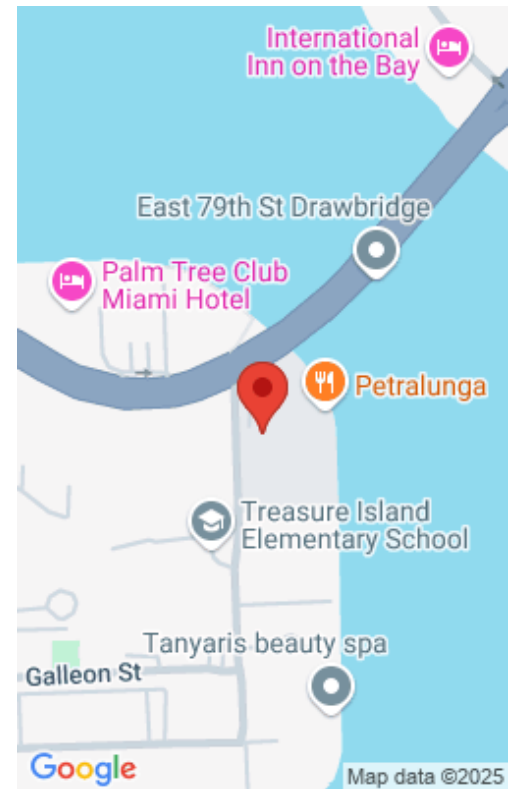 International
Inn on the Bay
East 79th St Drawbridge
Palm Tree Club
Miami Hotel
Petralunga
Treasure Island
Elementary School
Tanyaris beauty spa
Galleon St
Google
Map data ©2025